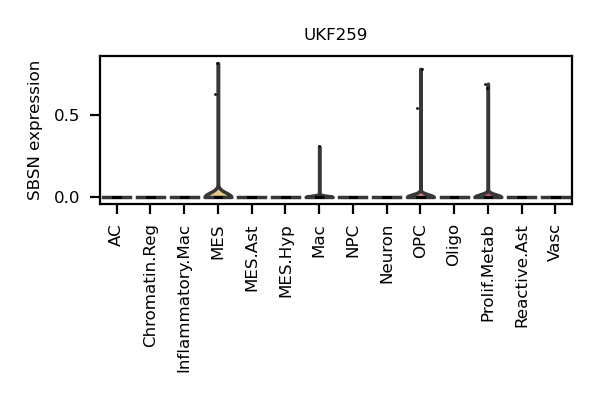 UKF259
SBSN expression
0.5
0.0
AC
Chromatin.Reg
Inflammatory.Mac
MES
MES.Ast
MES.Hyp
Mac
NPC
Neuron
OPC
Oligo
Prolif.Metab
Reactive.Ast
Vasc